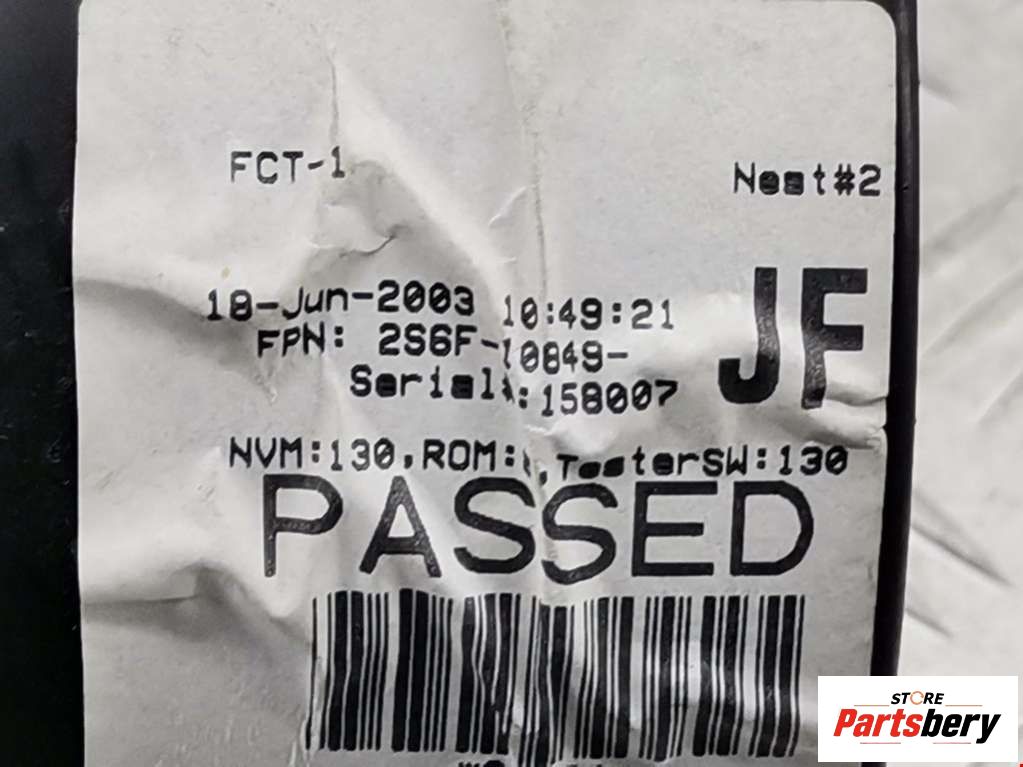 FCT-1
Nest#2
18-Jun-2003 10:49:21
FPN: 2S6F-10849-
JF
Serial#:158007
NVM:130,ROM: ,TesterSW:130
PASSED
STORE
Partsbery